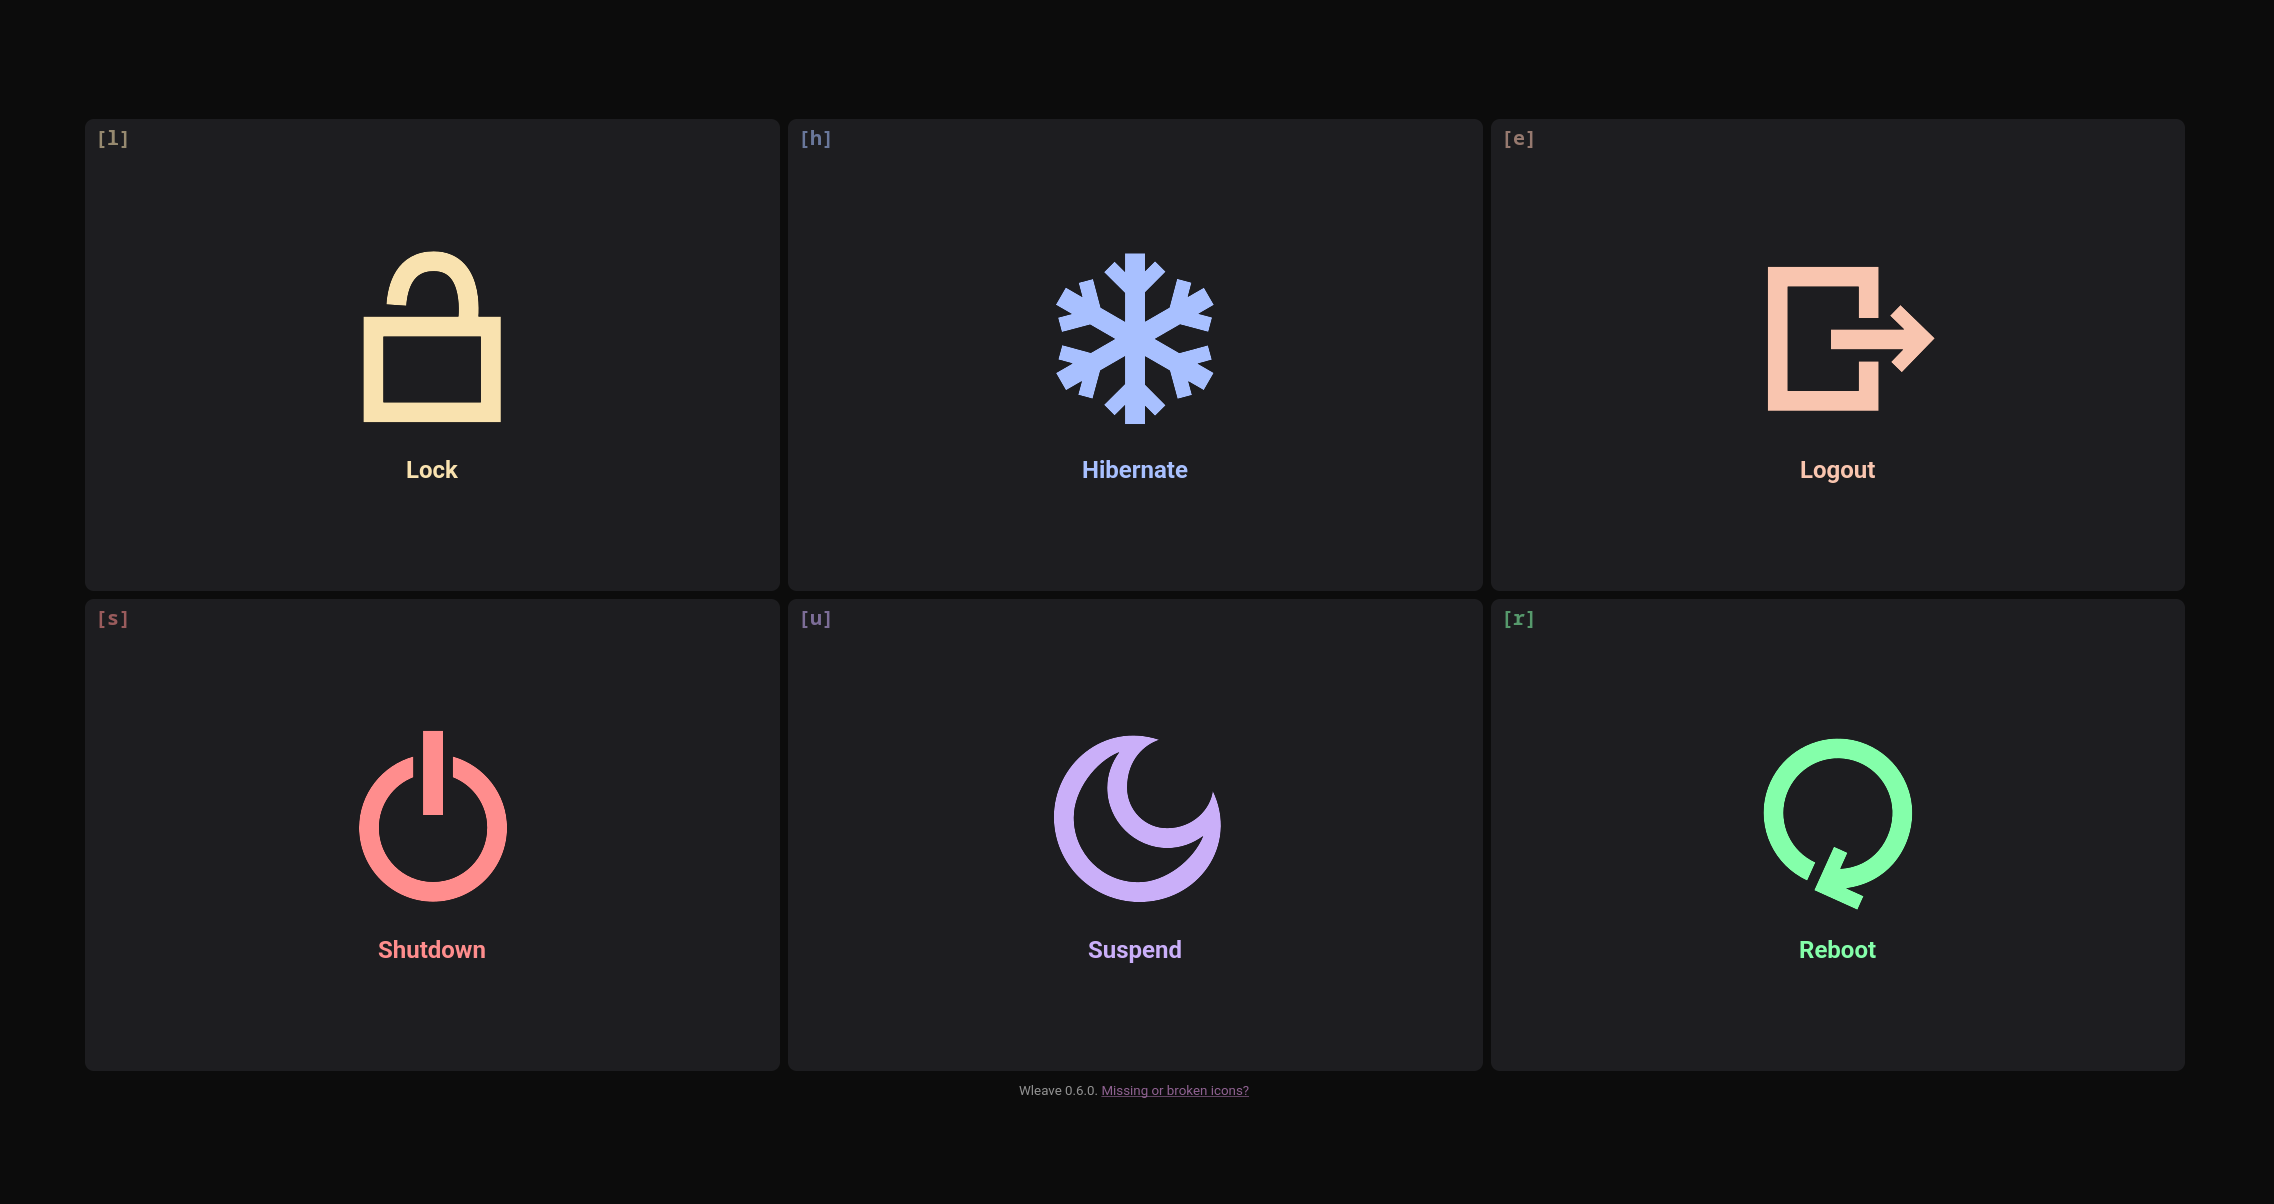 [l]
Lock
[h]
Hibernate
[e]
Logout
[s]
Shutdown
[u]
Suspend
[r]
Reboot
Wleave 0.6.0. Missing or broken icons?